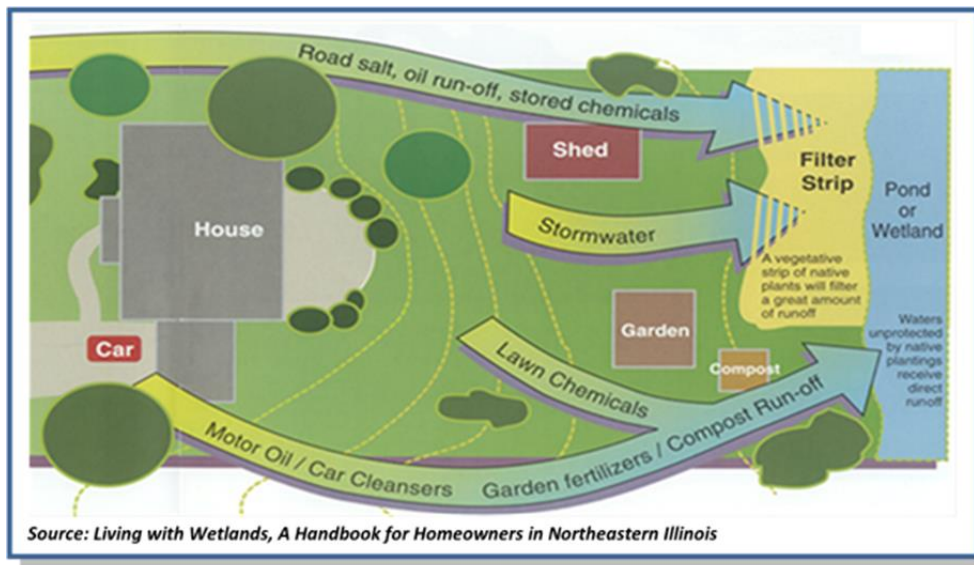 Road salt, oil run-off, stored chemicals
Shed
Filter
Strip
Pond
or
Wetland
House
Stormwater
A vegetative
strip of native
plants will filter
a great amount
of runoff
Garden
Waters
unprotected
by native
plantings
receive
direct
runoff
Car
Compost
Lawn Chemicals
Motor Oil / Car Cleansers
Garden fertilizers / Compost Run-off
Source: Living with Wetlands, A Handbook for Homeowners in Northeastern Illinois